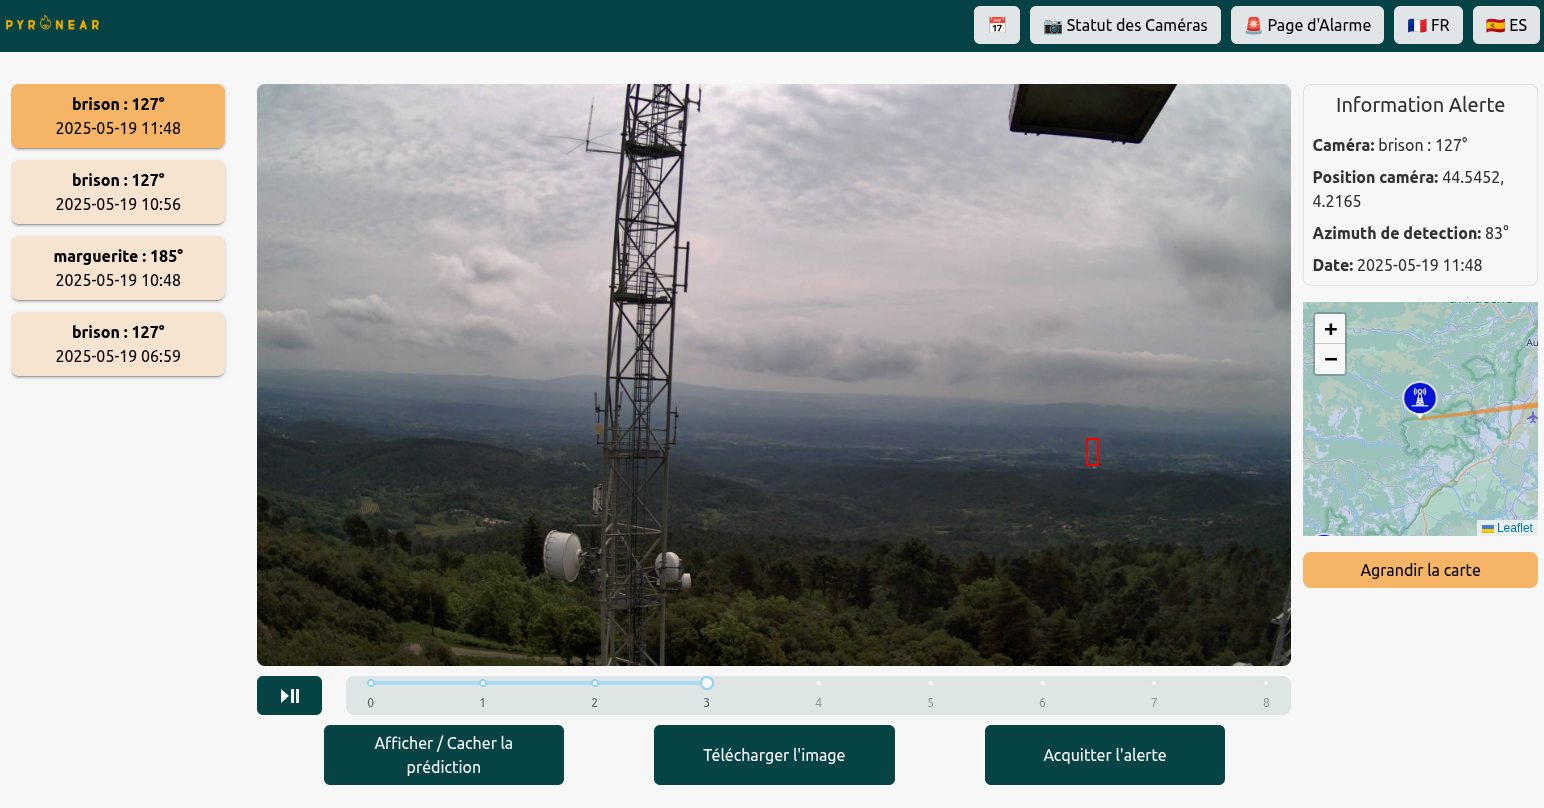 PYRONEAR
📅
📷 Statut des Caméras
🚨 Page d'Alarme
🇫🇷 FR
🇪🇸 ES
brison : 127°
2025-05-19 11:48
brison : 127°
2025-05-19 10:56
marguerite : 185°
2025-05-19 10:48
brison : 127°
2025-05-19 06:59
Information Alerte
Caméra: brison : 127°
Position caméra: 44.5452,
4.2165
Azimuth de detection: 83°
Date: 2025-05-19 11:48
+
−
Au
Leaflet
Agrandir la carte
0 1 2 3 4 5 6 7 8
Afficher / Cacher la
prédiction
Télécharger l'image
Acquitter l'alerte